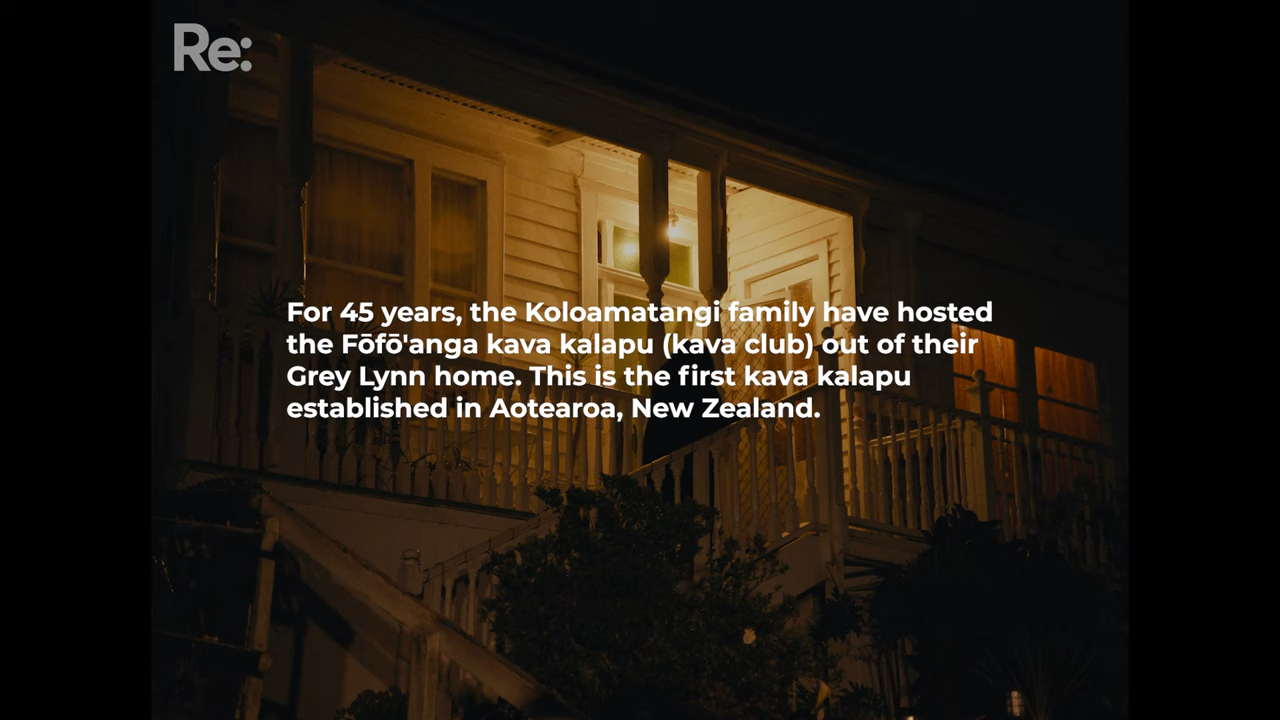 Re:
For 45 years, the Koloamatangi family have hosted
the Fōfō'anga kava kalapu (kava club) out of their
Grey Lynn home. This is the first kava kalapu
established in Aotearoa, New Zealand.